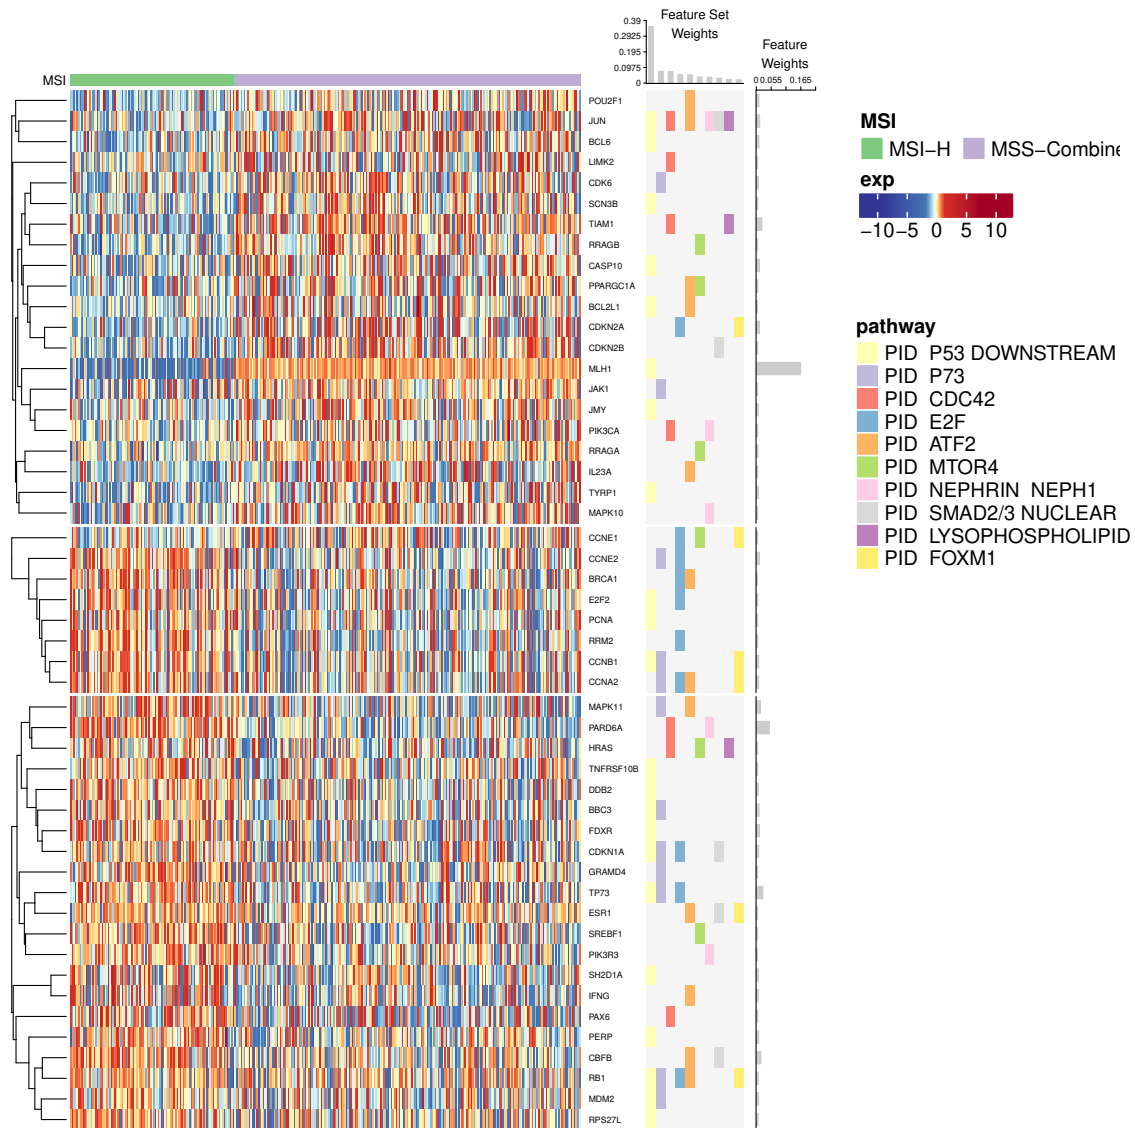 Feature Set
Weights
0.39
0.2925
0.195
0.0975
0
Feature
Weights
0 0.055 0.165
MSI
POU2F1
JUN
BCL6
LIMK2
CDK6
SCN3B
TIAM1
RRAGB
CASP10
PPARGC1A
BCL2L1
CDKN2A
CDKN2B
MLH1
JAK1
JMY
PIK3CA
RRAGA
IL23A
TYRP1
MAPK10
CCNE1
CCNE2
BRCA1
E2F2
PCNA
RRM2
CCNB1
CCNA2
MAPK11
PARD6A
HRAS
TNFRSF10B
DDB2
BBC3
FDXR
CDKN1A
GRAMD4
TP73
ESR1
SREBF1
PIK3R3
SH2D1A
IFNG
PAX6
PERP
CBFB
RB1
MDM2
RPS27L
MSI
MSI−H MSS−Combine
exp
−10 −5 0 5 10
pathway
PID P53 DOWNSTREAM
PID P73
PID CDC42
PID E2F
PID ATF2
PID MTOR4
PID NEPHRIN NEPH1
PID SMAD2/3 NUCLEAR
PID LYSOPHOSPHOLIPID
PID FOXM1